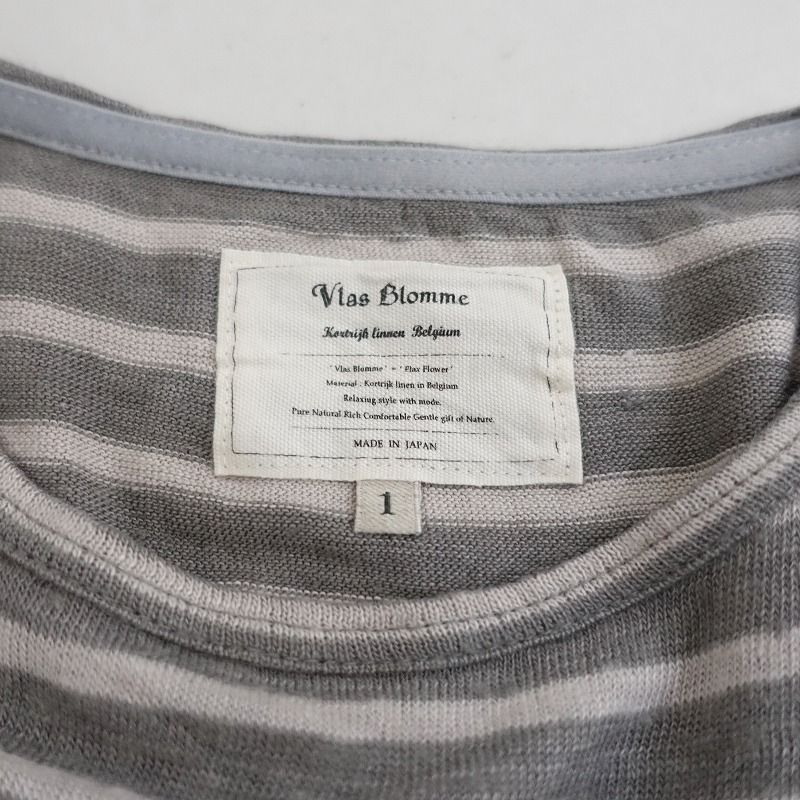 Vlas Blomme
Kortrijk linnen Belgium
'Vlas Blomme' = 'Flax Flower'
Material : Kortrijk linen in Belgium
Relaxing style with mode.
Pure Natural Rich Comfortable Gentle gift of Nature.
MADE IN JAPAN
1